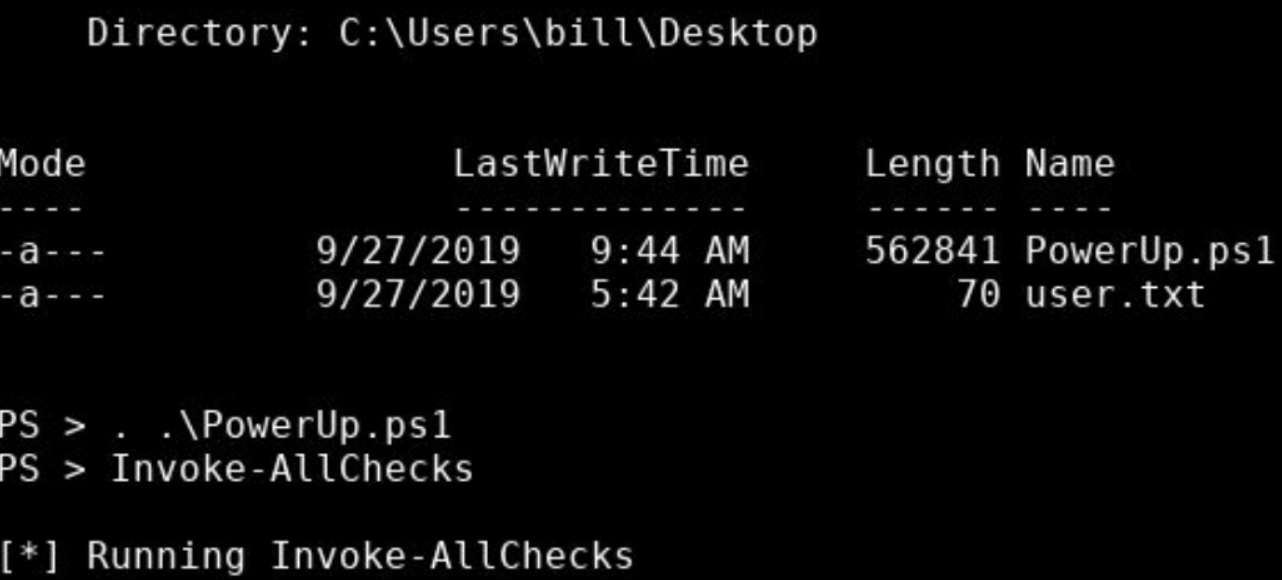 Directory: C:\Users\bill\Desktop
Mode LastWriteTime Length Name
---- ------------- ------ ----
-a--- 9/27/2019 9:44 AM 562841 PowerUp.ps1
-a--- 9/27/2019 5:42 AM 70 user.txt
PS > . .\PowerUp.ps1
PS > Invoke-AllChecks
[*] Running Invoke-AllChecks